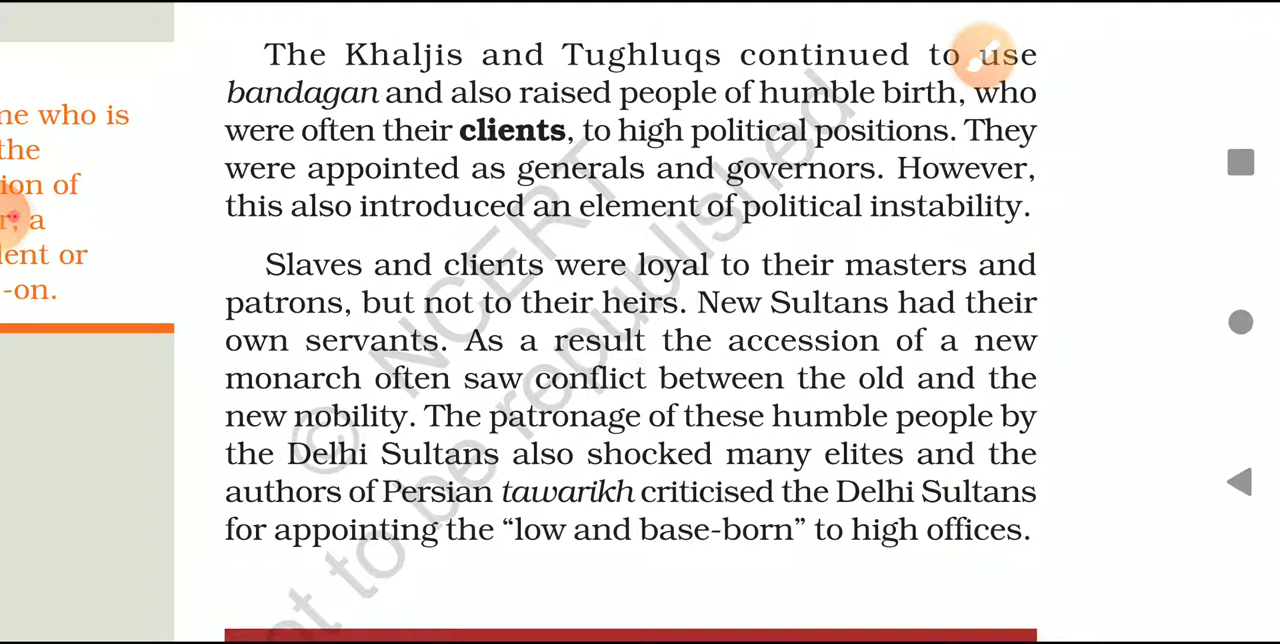 ne who is
the
ion of
r, a
lent or
-on.
The Khaljis and Tughluqs continued to use
bandagan and also raised people of humble birth, who
were often their clients, to high political positions. They
were appointed as generals and governors. However,
this also introduced an element of political instability.
Slaves and clients were loyal to their masters and
patrons, but not to their heirs. New Sultans had their
own servants. As a result the accession of a new
monarch often saw conflict between the old and the
new nobility. The patronage of these humble people by
the Delhi Sultans also shocked many elites and the
authors of Persian tawarikh criticised the Delhi Sultans
for appointing the “low and base-born” to high offices.
© NCERT
not to be republished